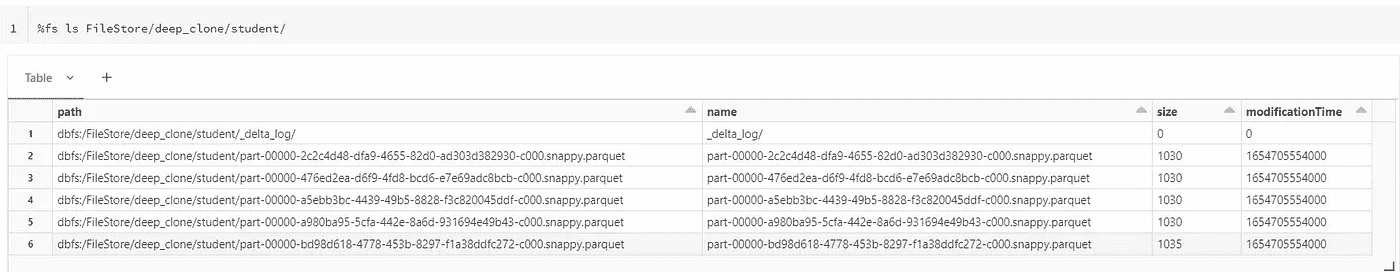 1 %fs ls FileStore/deep_clone/student/
Table +
path name size modificationTime
1 dbfs:/FileStore/deep_clone/student/_delta_log/ _delta_log/ 0 0
2 dbfs:/FileStore/deep_clone/student/part-00000-2c2c4d48-dfa9-4655-82d0-ad303d382930-c000.snappy.parquet part-00000-2c2c4d48-dfa9-4655-82d0-ad303d382930-c000.snappy.parquet 1030 1654705554000
3 dbfs:/FileStore/deep_clone/student/part-00000-476ed2ea-d6f9-4fd8-bcd6-e7e69adc8bcb-c000.snappy.parquet part-00000-476ed2ea-d6f9-4fd8-bcd6-e7e69adc8bcb-c000.snappy.parquet 1030 1654705554000
4 dbfs:/FileStore/deep_clone/student/part-00000-a5ebb3bc-4439-49b5-8828-f3c820045ddf-c000.snappy.parquet part-00000-a5ebb3bc-4439-49b5-8828-f3c820045ddf-c000.snappy.parquet 1030 1654705554000
5 dbfs:/FileStore/deep_clone/student/part-00000-a980ba95-5cfa-442e-8a6d-931694e49b43-c000.snappy.parquet part-00000-a980ba95-5cfa-442e-8a6d-931694e49b43-c000.snappy.parquet 1030 1654705554000
6 dbfs:/FileStore/deep_clone/student/part-00000-bd98d618-4778-453b-8297-f1a38ddfc272-c000.snappy.parquet part-00000-bd98d618-4778-453b-8297-f1a38ddfc272-c000.snappy.parquet 1035 1654705554000